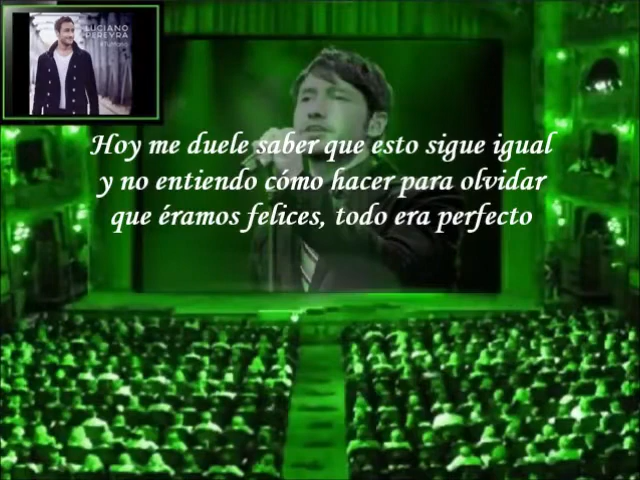 LUCIANO
PEREYRA
#TuMano
Hoy me duele saber que esto sigue igual
y no entiendo cómo hacer para olvidar
que éramos felices, todo era perfecto